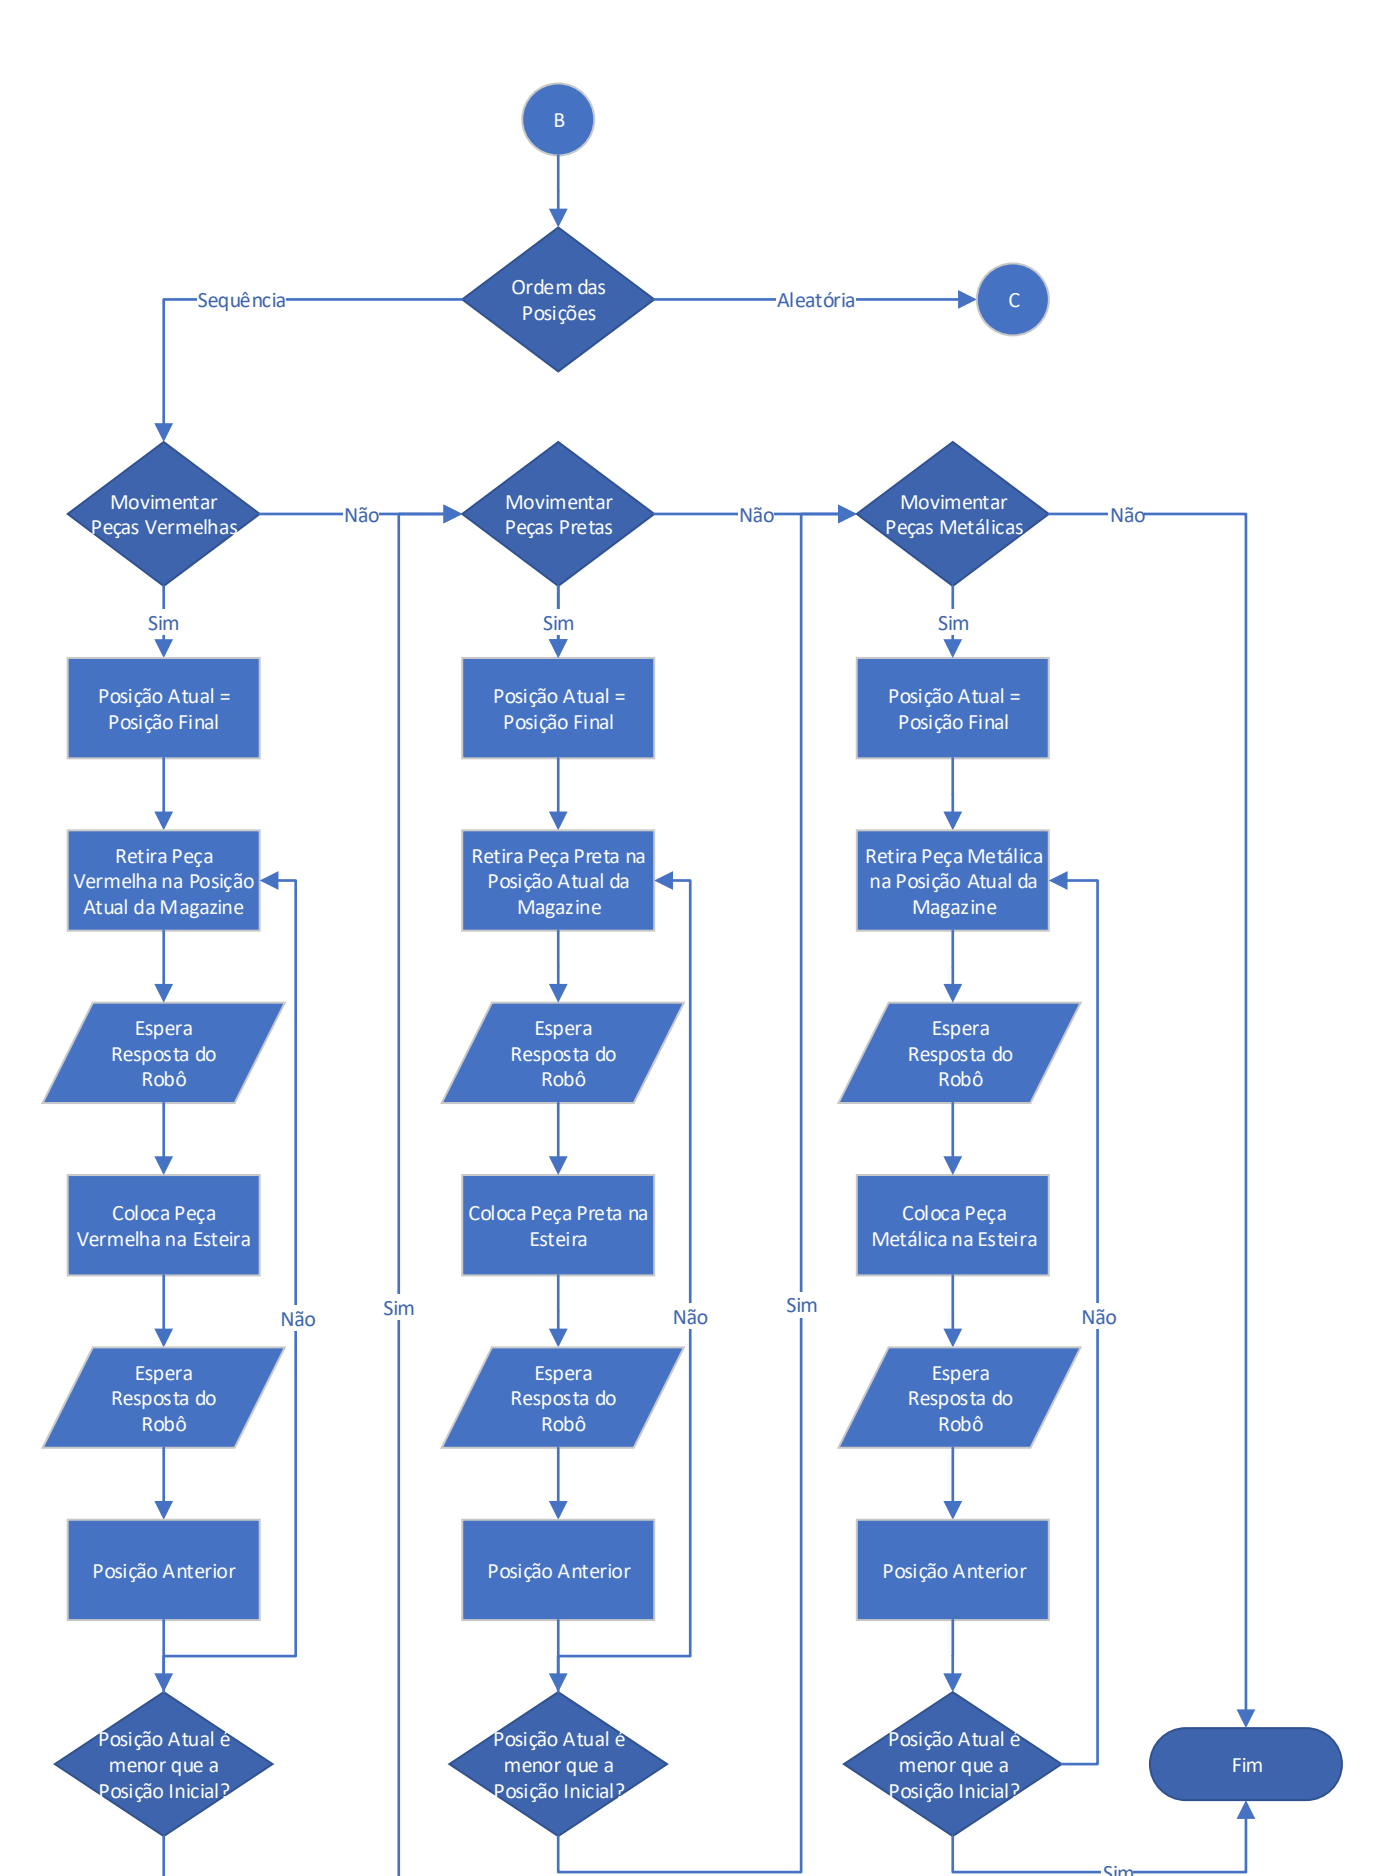 B
Ordem das
Posições
Sequência
Aleatória
C
Movimentar
Peças Vermelhas
Não
Movimentar
Peças Pretas
Não
Movimentar
Peças Metálicas
Não
Sim
Sim
Sim
Posição Atual =
Posição Final
Posição Atual =
Posição Final
Posição Atual =
Posição Final
Retira Peça
Vermelha na Posição
Atual da Magazine
Retira Peça Preta na
Posição Atual da
Magazine
Retira Peça Metálica
na Posição Atual da
Magazine
Espera
Resposta do
Robô
Espera
Resposta do
Robô
Espera
Resposta do
Robô
Coloca Peça
Vermelha na Esteira
Coloca Peça Preta na
Esteira
Coloca Peça
Metálica na Esteira
Não
Sim
Não
Sim
Não
Espera
Resposta do
Robô
Espera
Resposta do
Robô
Espera
Resposta do
Robô
Posição Anterior
Posição Anterior
Posição Anterior
Posição Atual é
menor que a
Posição Inicial?
Posição Atual é
menor que a
Posição Inicial?
Posição Atual é
menor que a
Posição Inicial?
Fim
Sim